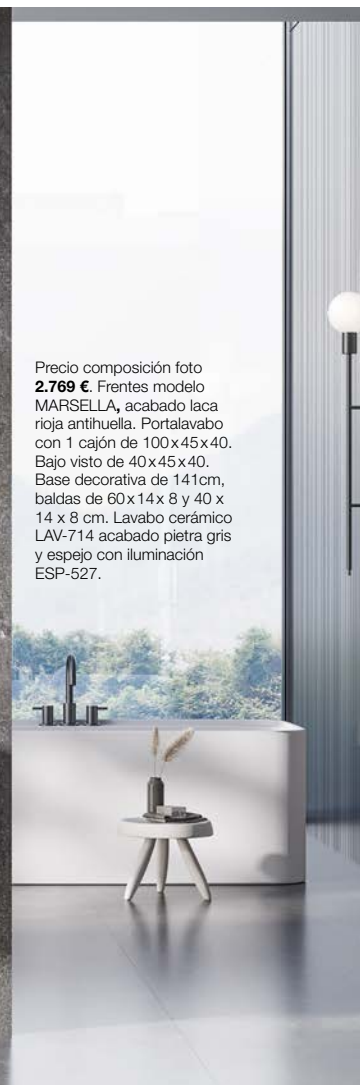 Precio composición foto
2.769 €. Frentes modelo
MARSELLA, acabado laca
rioja antihuella. Portalavabo
con 1 cajón de 100x45x40.
Bajo visto de 40x45x40.
Base decorativa de 141cm,
baldas de 60x14x 8 y 40 x
14 x 8 cm. Lavabo cerámico
LAV-714 acabado pietra gris
y espejo con iluminación
ESP-527.